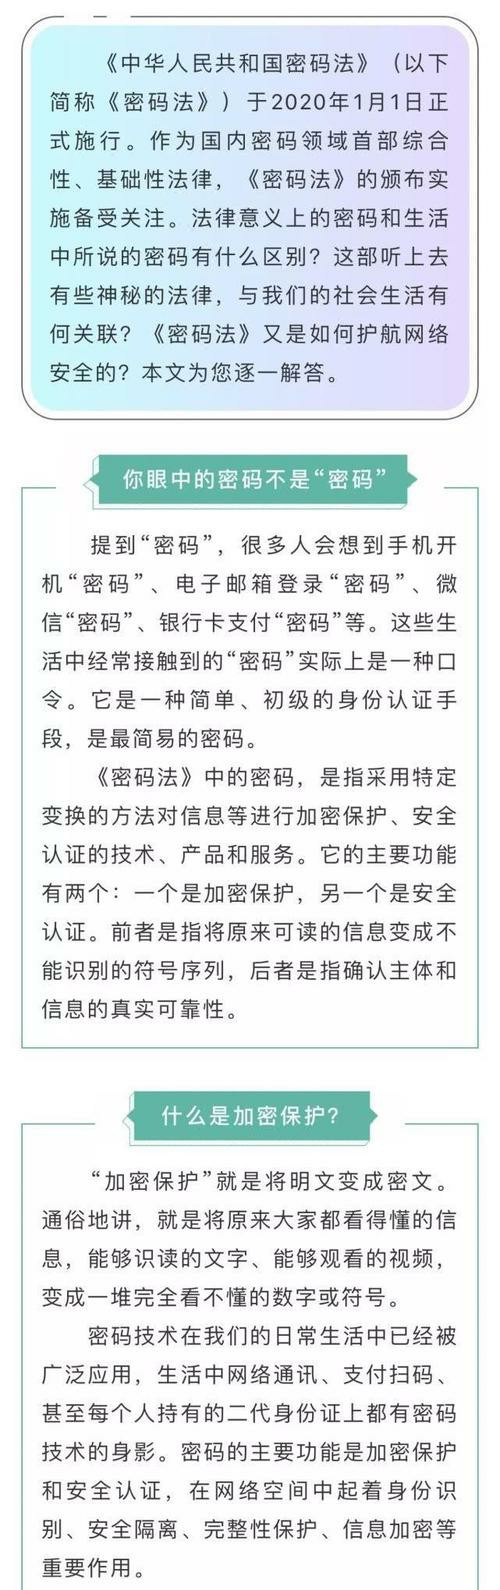 《中华人民共和国密码法》（以下
简称《密码法》）于2020年1月1日正
式施行。作为国内密码领域首部综合
性、基础性法律，《密码法》的颁布实
施备受关注。法律意义上的密码和生活
中所说的密码有什么区别？这部听上去
有些神秘的法律，与我们的社会生活有
何关联？《密码法》又是如何护航网络
安全的？本文为您逐一解答。
你眼中的密码不是“密码”
提到“密码”，很多人会想到手机开
机“密码”、电子邮箱登录“密码”、微
信“密码”、银行卡支付“密码”等。这些生
活中经常接触到的“密码”实际上是一种口
令。它是一种简单、初级的身份认证手
段，是最简易的密码。
《密码法》中的密码，是指采用特定
变换的方法对信息等进行加密保护、安全
认证的技术、产品和服务。它的主要功能
有两个：一个是加密保护，另一个是安全
认证。前者是指将原来可读的信息变成不
能识别的符号序列，后者是指确认主体和
信息的真实可靠性。
什么是加密保护？
“加密保护”就是将明文变成密文。
通俗地讲，就是将原来大家都看得懂的信
息，能够识读的文字、能够观看的视频，
变成一堆完全看不懂的数字或符号。
密码技术在我们的日常生活中已经被
广泛应用，生活中网络通讯、支付扫码、
甚至每个人持有的二代身份证上都有密码
技术的身影。密码的主要功能是加密保护
和安全认证，在网络空间中起着身份识
别、安全隔离、完整性保护、信息加密等
重要作用。